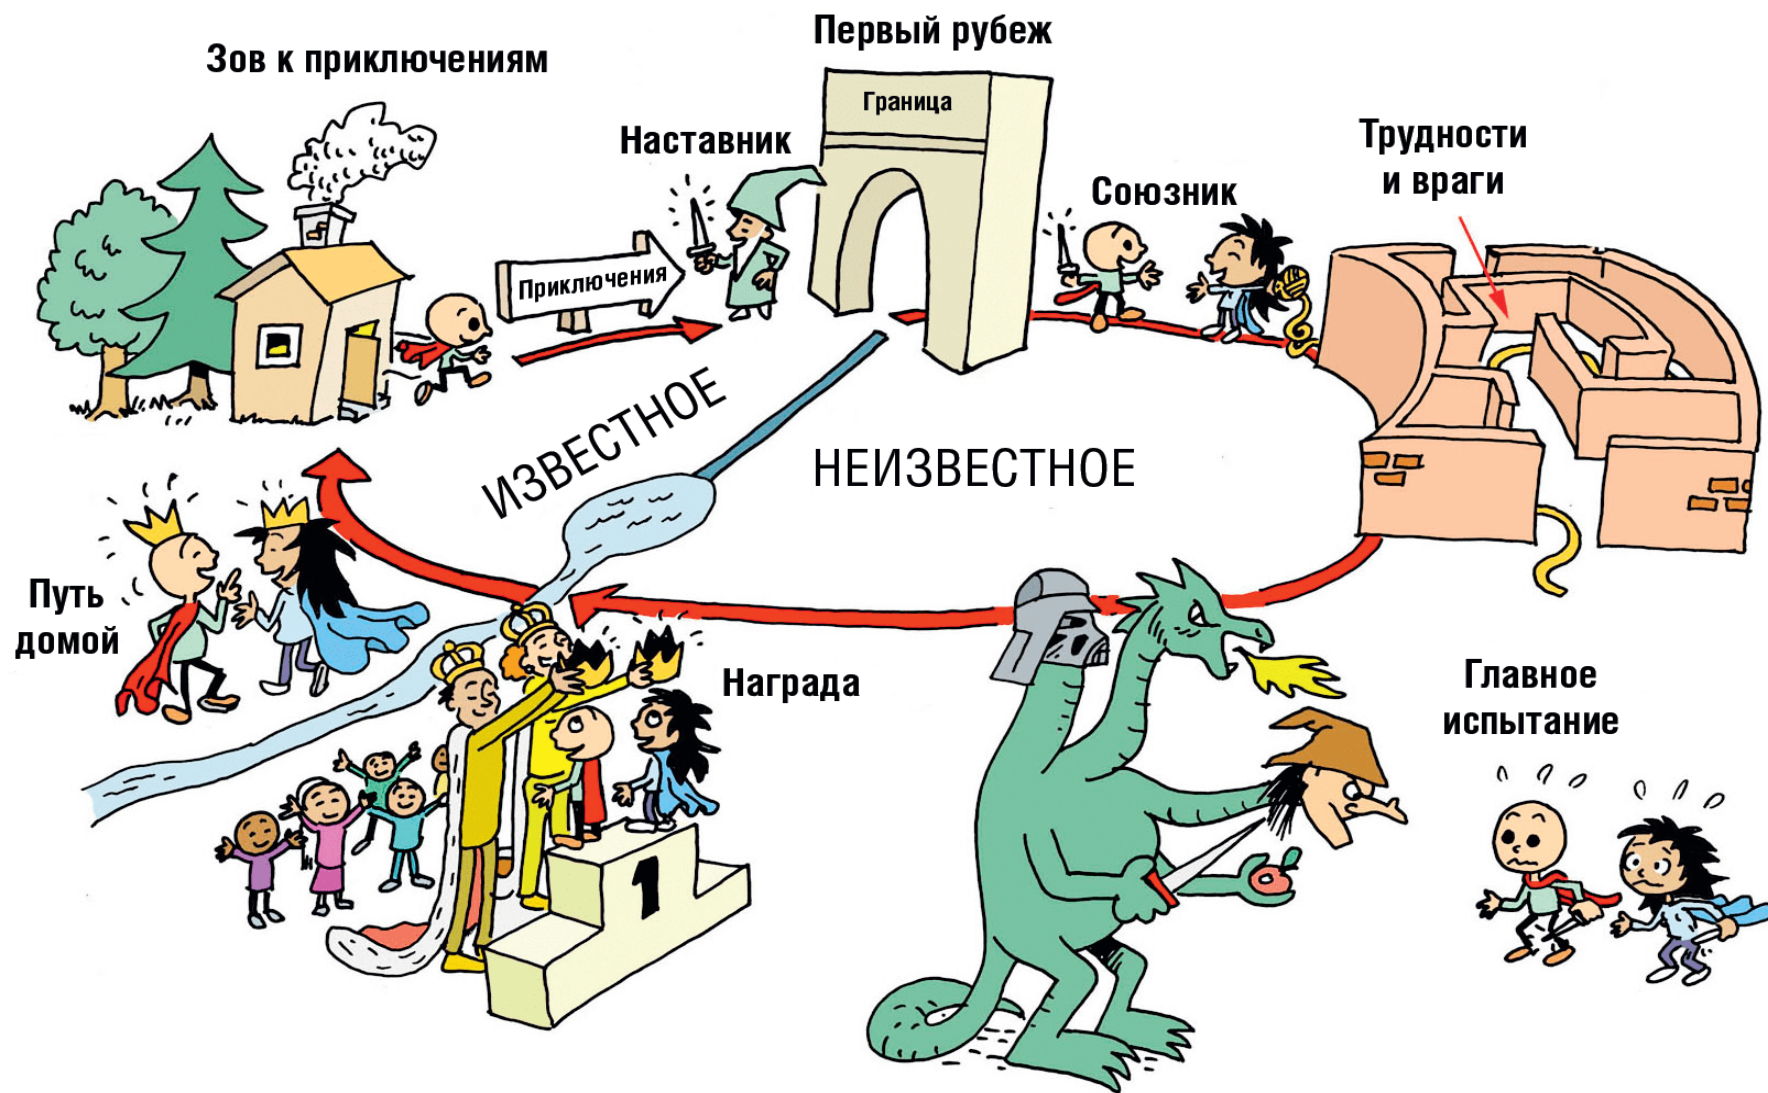 Зов к приключениям
Приключения
Наставник
Первый рубеж
Граница
Союзник
Трудности
и враги
ИЗВЕСТНОЕ
НЕИЗВЕСТНОЕ
Главное
испытание
Награда
1
Путь
домой